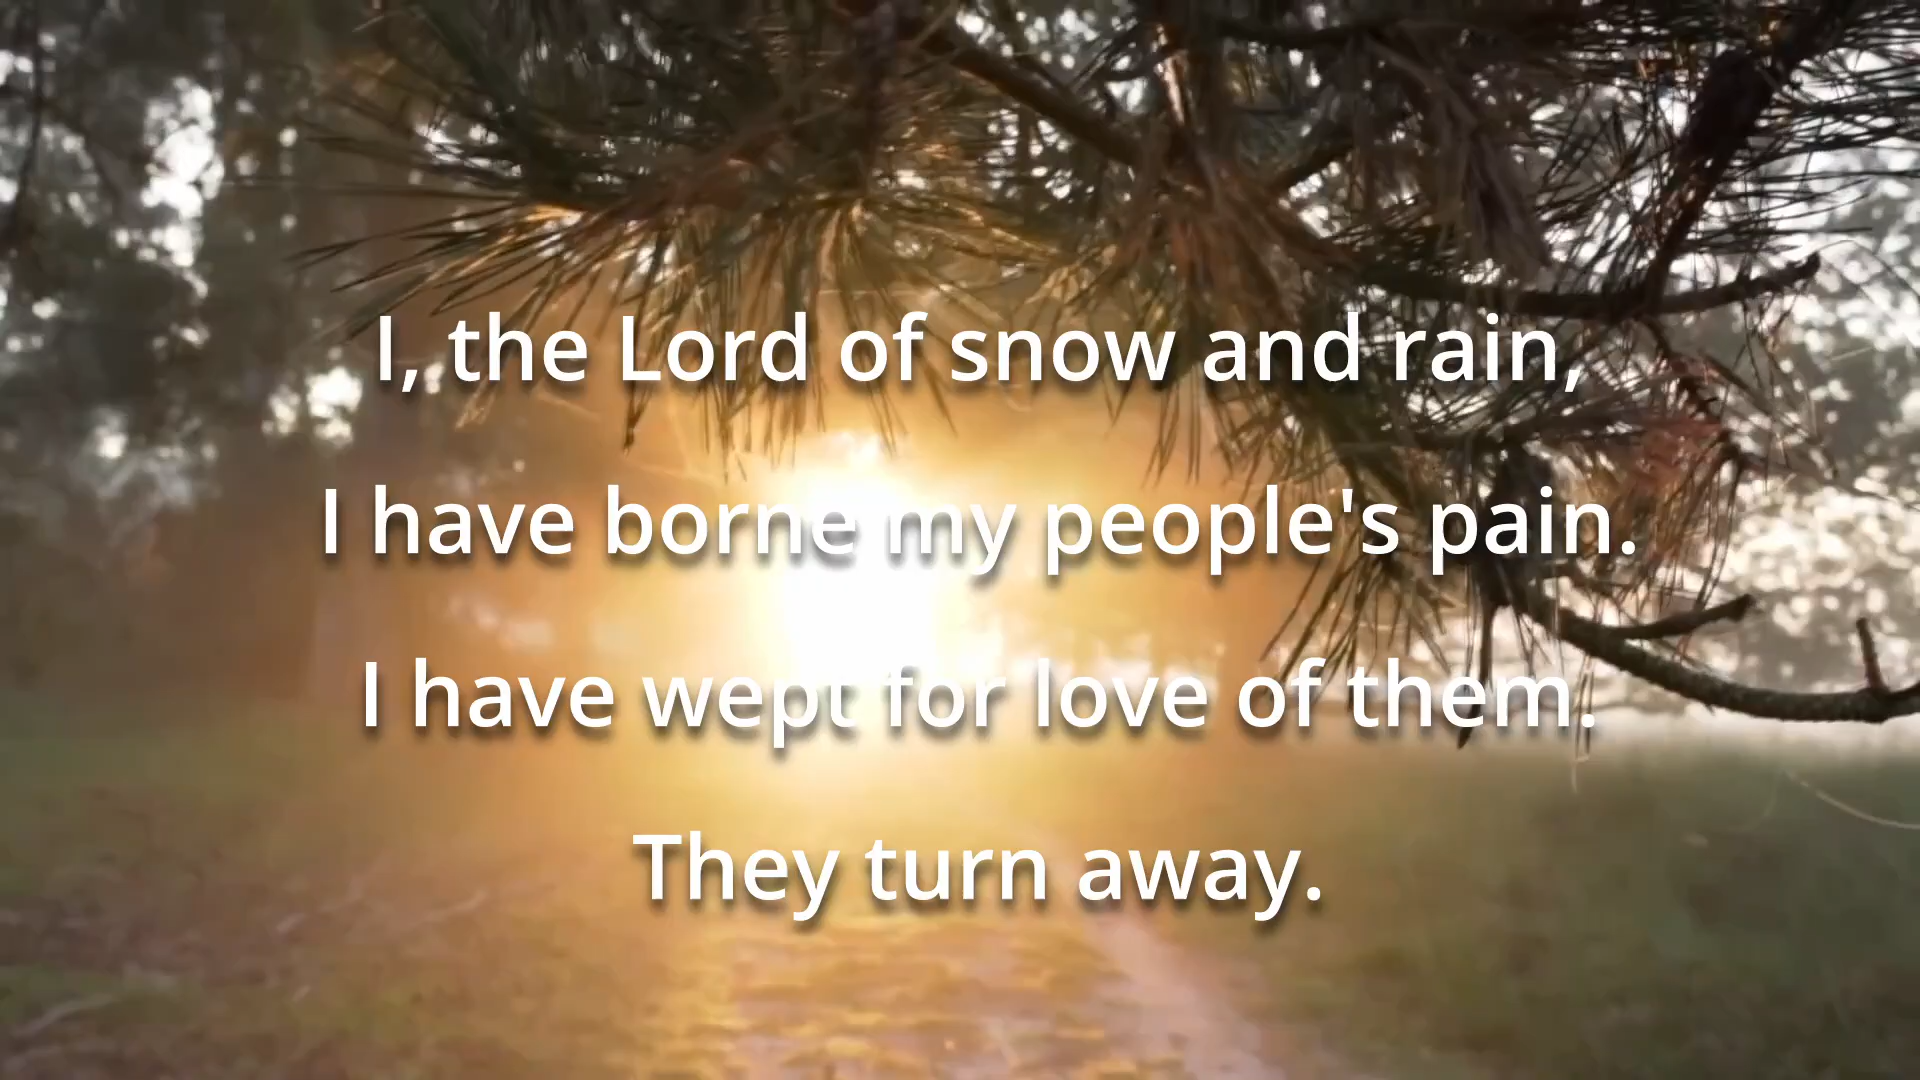 I, the Lord of snow and rain,
I have borne my people's pain.
I have wept for love of them.
They turn away.